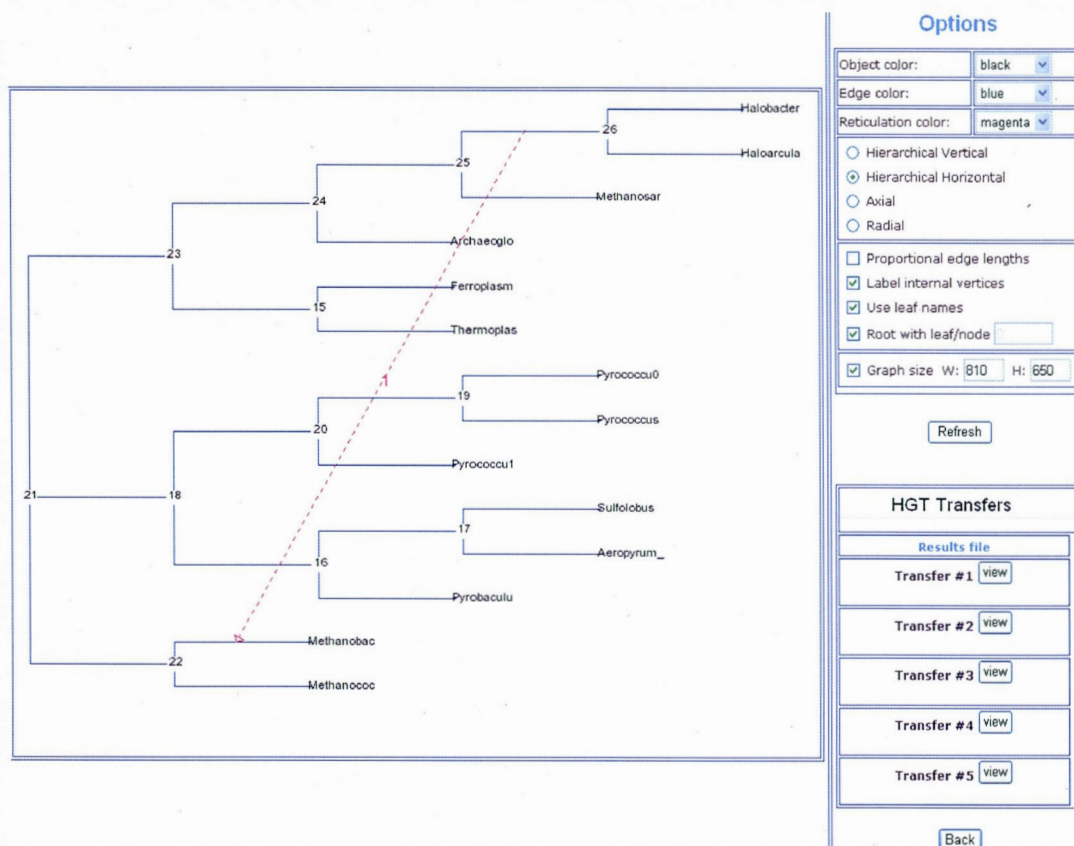 Options
Object color: black
Edge color: blue
Reticulation color: magenta
Hierarchical Vertical
Hierarchical Horizontal
Axial
Radial
Proportional edge lengths
Label internal vertices
Use leaf names
Root with leaf/node
Graph size W: 810 H: 650
Refresh
HGT Transfers
Results file
Transfer #1 view
Transfer #2 view
Transfer #3 view
Transfer #4 view
Transfer #5 view
Back
Halobacter
26
Haloarcula
25
Methanosar
24
Archaeoglo
23
Ferroplasm
15
Thermoplas
1
Pyrococcu0
19
Pyrococcus
20
Pyrococcu1
21
18
Sulfolobus
17
Aeropyrum_
16
Pyrobaculu
Methanobac
22
Methanococ